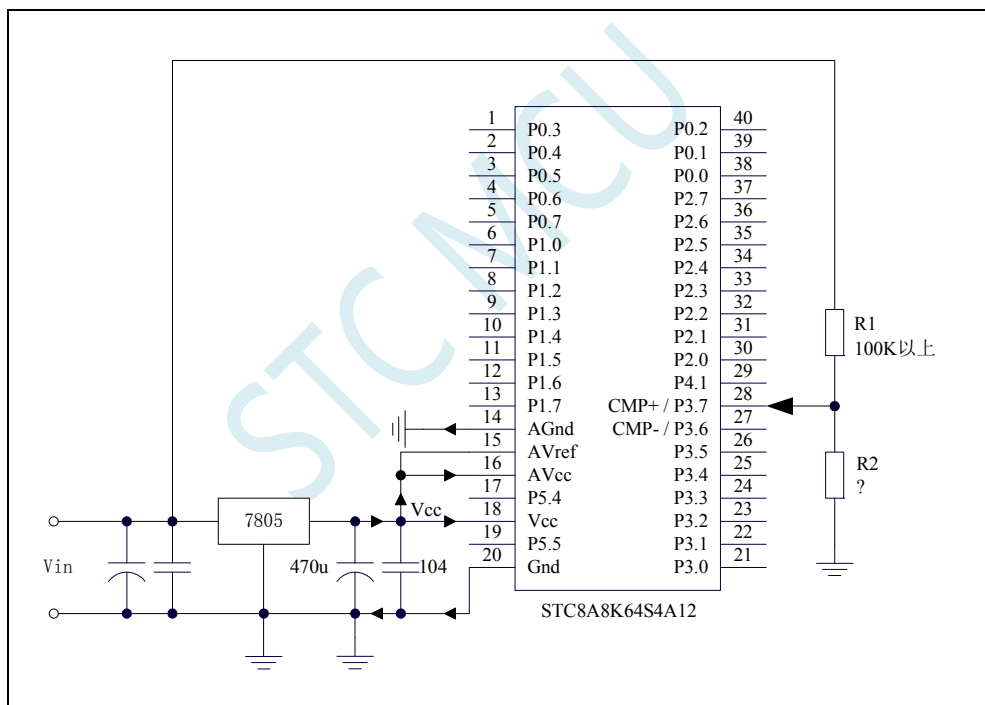 STC MCU
1 P0.3 P0.2 40
2 P0.4 P0.1 39
3 P0.5 P0.0 38
4 P0.6 P2.7 37
5 P0.7 P2.6 36
6 P1.0 P2.5 35
7 P1.1 P2.4 34
8 P1.2 P2.3 33
9 P1.3 P2.2 32
10 P1.4 P2.1 31
11 P1.5 P2.0 30
12 P1.6 P4.1 29
13 P1.7 CMP+ / P3.7 28
14 AGnd CMP- / P3.6 27
15 AVref P3.5 26
16 AVcc P3.4 25
17 P5.4 P3.3 24
18 Vcc P3.2 23
19 P5.5 P3.1 22
20 Gnd P3.0 21
STC8A8K64S4A12
R1
100K以上
R2
?
Vcc
7805
Vin
470u
104